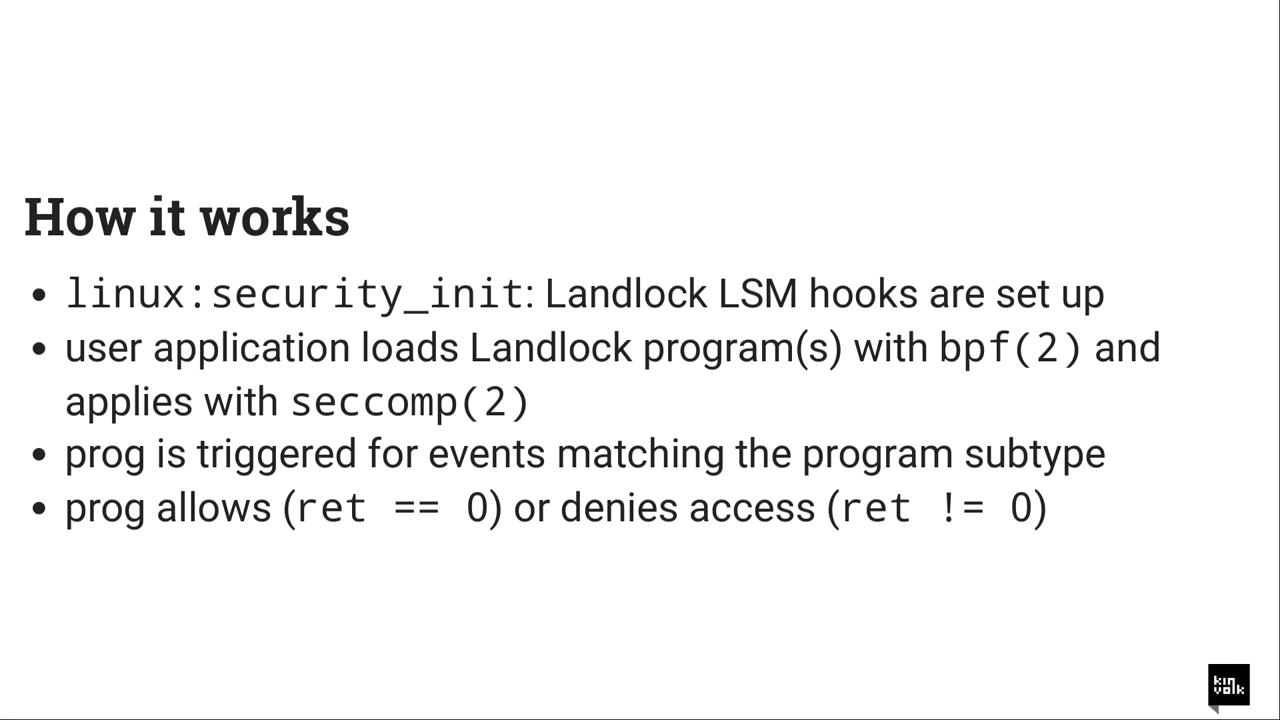 How it works
• linux:security_init: Landlock LSM hooks are set up
• user application loads Landlock program(s) with bpf(2) and
applies with seccomp(2)
• prog is triggered for events matching the program subtype
• prog allows (ret == 0) or denies access (ret != 0)
kin
volk